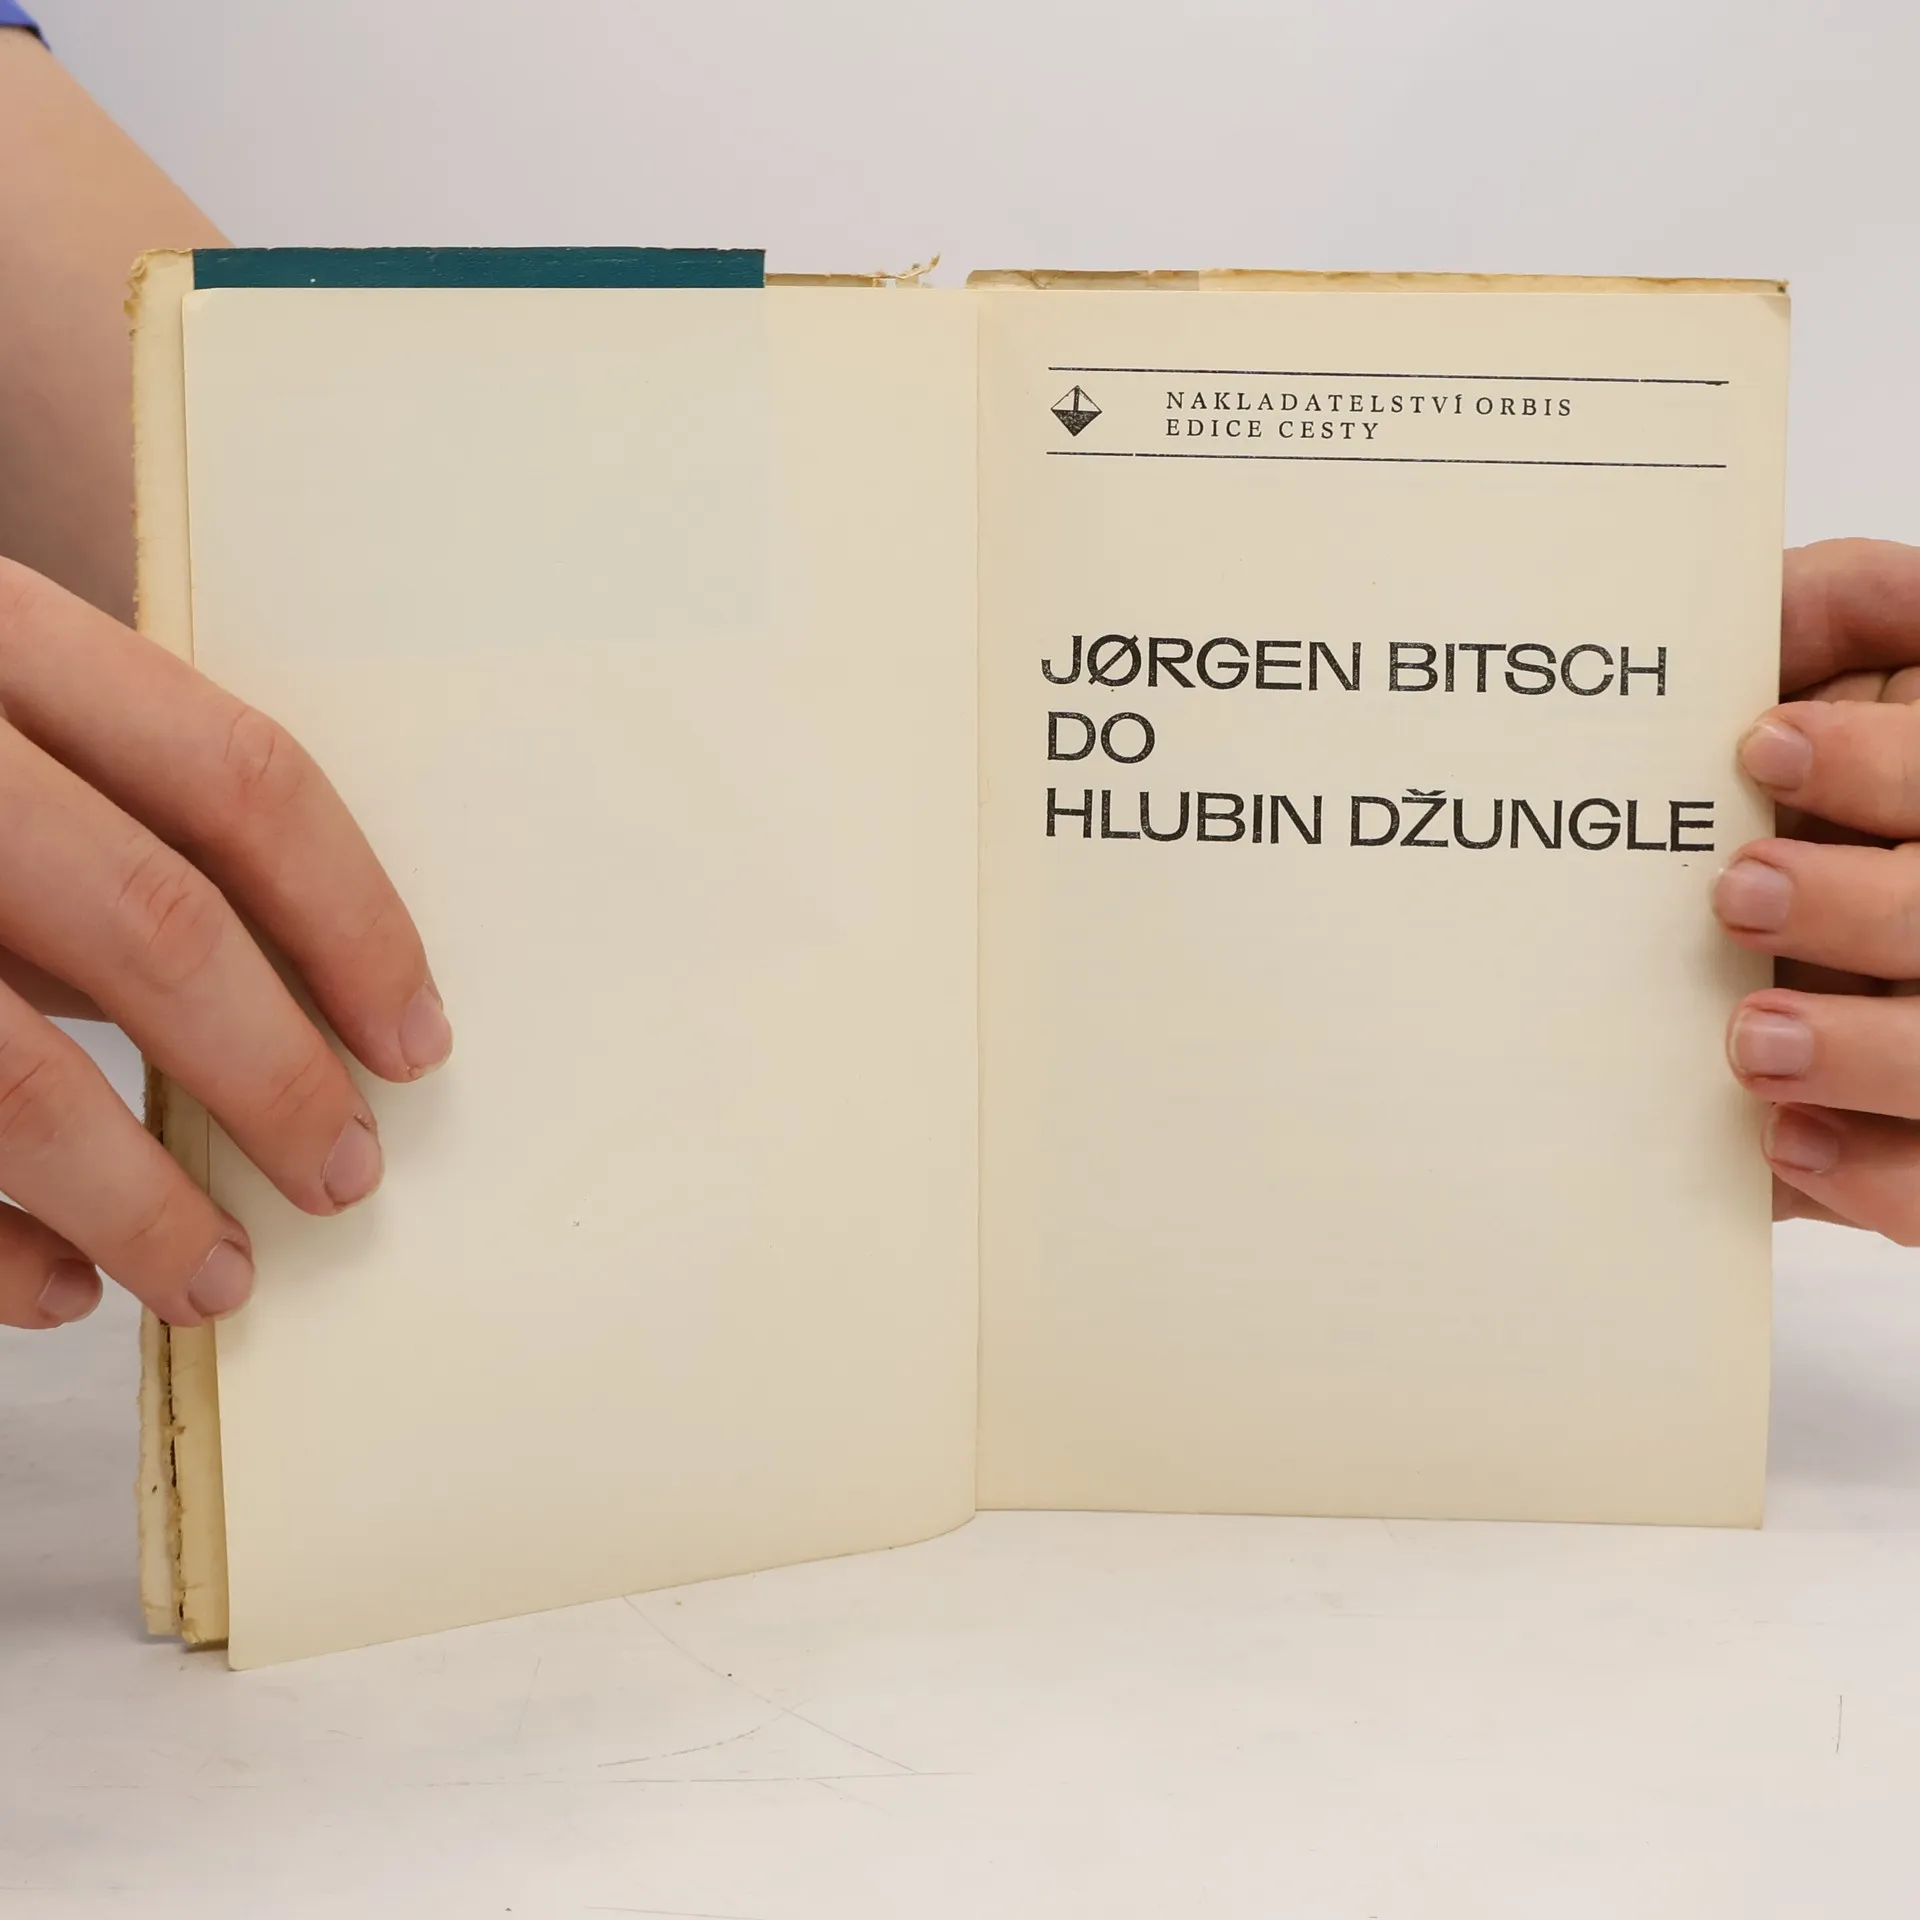 NAKLADATELSTVÍ ORBIS
EDICE CESTY
JØRGEN BITSCH
DO
HLUBIN DŽUNGLE